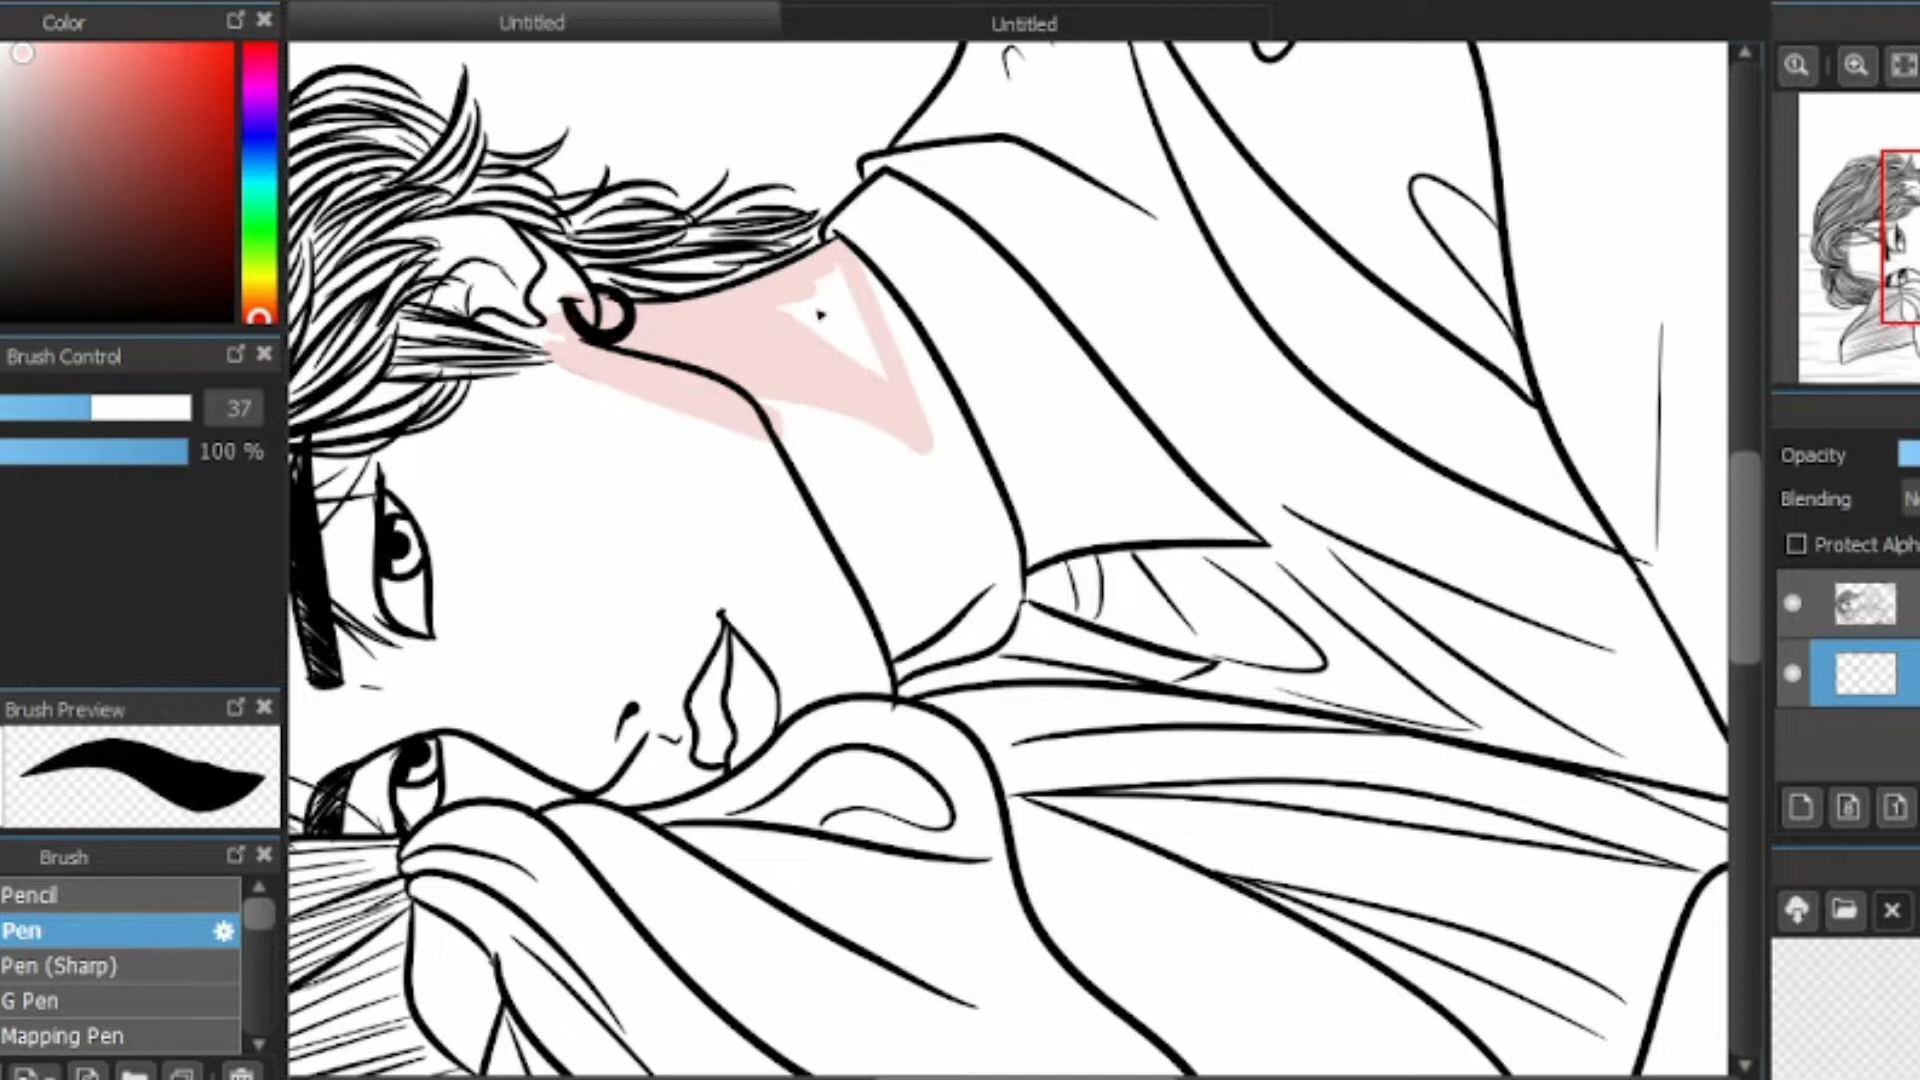 Color
Untitled
Untitled
Brush Control
37
100 %
Brush Preview
Brush
Pencil
Pen
Pen (Sharp)
G Pen
Mapping Pen
Opacity
Blending
Protect